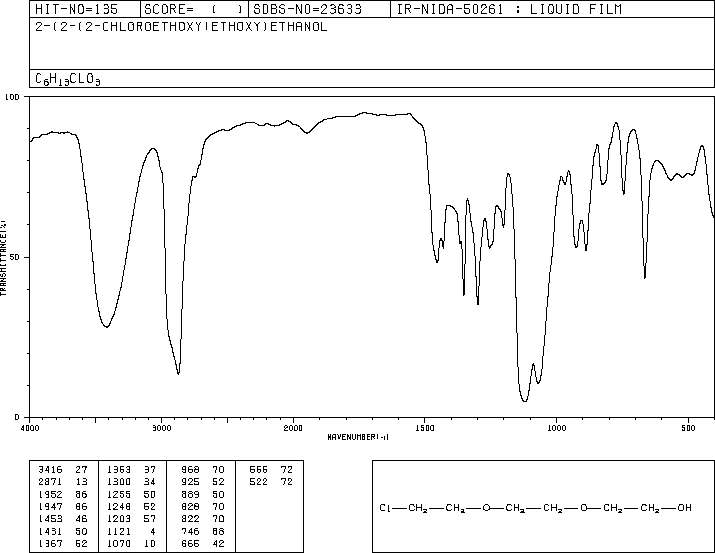 HIT-NO=135 SCORE= ( ) SDBS-NO=23633 IR-NIDA-50261 : LIQUID FILM
2-(2-(2-CHLOROETHOXY)ETHOXY)ETHANOL
C6H13CLO3
100
50
0
TRANSMITTANCE(%)
4000 3000 2000 1500 1000 500
WAVENUMBER(-1)
3416 27 1363 37 968 70 566 72
2871 13 1300 34 925 52 522 72
1952 86 1255 50 889 50
1947 86 1248 52 828 70
1453 46 1203 57 822 70
1431 50 1121 4 746 68
1367 52 1070 10 665 42
Cl—CH2—CH2—O—CH2—CH2—O—CH2—CH2—OH